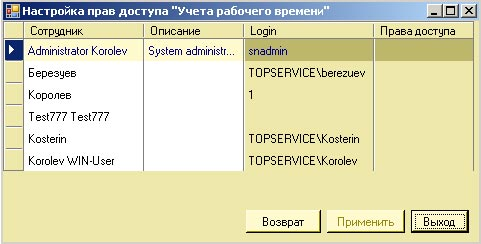 Настройка прав доступа "Учета рабочего времени"
Сотрудник Описание Login Права доступа
Administrator Korolev System administr... snadmin
Березуев TOPSERVICE\berezuev
Королев 1
Test777 Test777
Kosterin TOPSERVICE\Kosterin
Korolev WIN-User TOPSERVICE\Korolev
Возврат Применить Выход